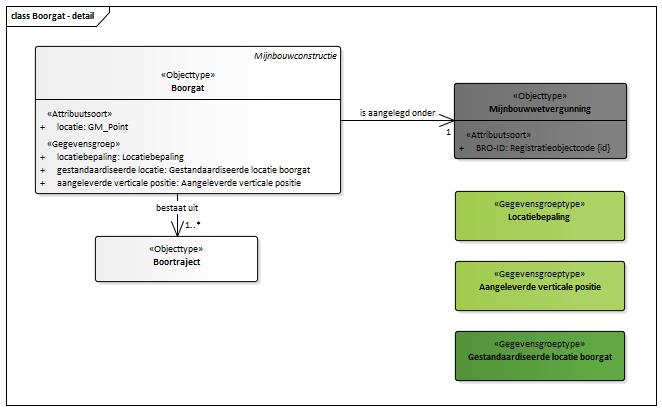 class Boorgat - detail
Mijnbouwconstructie
«Objecttype»
Boorgat
«Attribuutsoort»
+ locatie: GM_Point
«Gegevensgroep»
+ locatiebepaling: Locatiebepaling
+ gestandaardiseerde locatie: Gestandaardiseerde locatie boorgat
+ aangeleverde verticale positie: Aangeleverde verticale positie
is aangelegd onder
1
«Objecttype»
Mijnbouwwetvergunning
«Attribuutsoort»
+ BRO-ID: Registratieobjectcode {id}
bestaat uit
1..*
«Objecttype»
Boortraject
«Gegevensgroeptype»
Locatiebepaling
«Gegevensgroeptype»
Aangeleverde verticale positie
«Gegevensgroeptype»
Gestandaardiseerde locatie boorgat